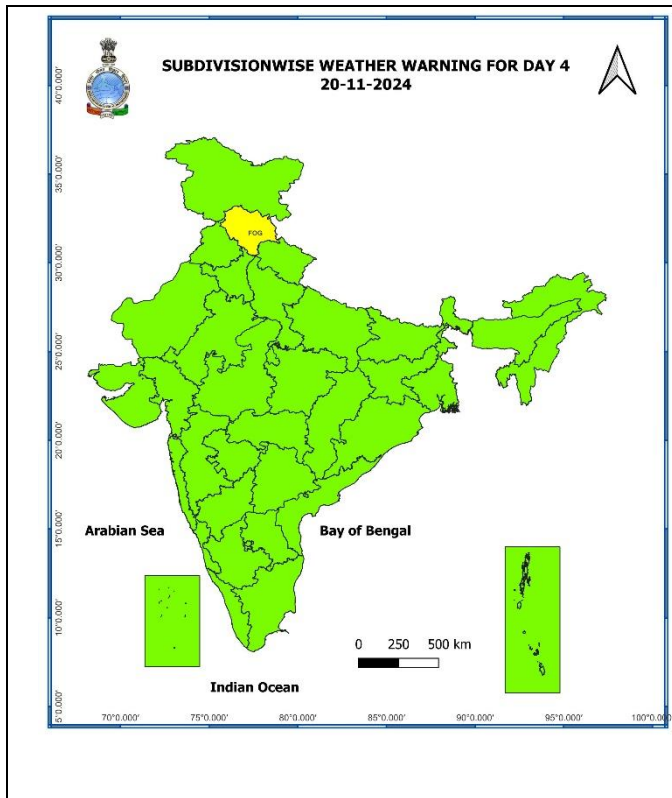 SUBDIVISIONWISE WEATHER WARNING FOR DAY 4
20-11-2024
40°0.000'
35°0.000'
30°0.000'
25°0.000'
20°0.000'
15°0.000'
10°0.000'
5°0.000'
FOG
Arabian Sea
Bay of Bengal
0 250 500 km
Indian Ocean
70°0.000' 75°0.000' 80°0.000' 85°0.000' 90°0.000' 95°0.000' 100°0.000'